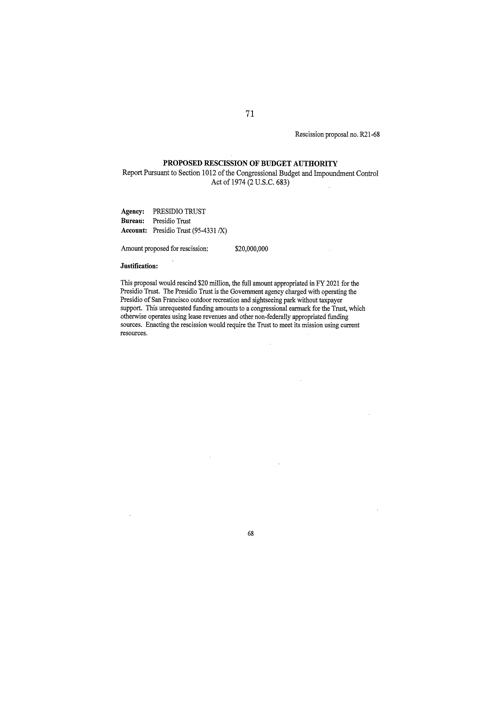 71
Rescission proposal no. R21-68
PROPOSED RESCISSION OF BUDGET AUTHORITY
Report Pursuant to Section 1012 of the Congressional Budget and Impoundment Control
Act of 1974 (2 U.S.C. 683)
Agency: PRESIDIO TRUST
Bureau: Presidio Trust
Account: Presidio Trust (95-4331 /X)
Amount proposed for rescission: $20,000,000
Justification:
This proposal would rescind $20 million, the full amount appropriated in FY 2021 for the
Presidio Trust. The Presidio Trust is the Government agency charged with operating the
Presidio of San Francisco outdoor recreation and sightseeing park without taxpayer
support. This unrequested funding amounts to a congressional earmark for the Trust, which
otherwise operates using lease revenues and other non-federally appropriated funding
sources. Enacting the rescission would require the Trust to meet its mission using current
resources.
68